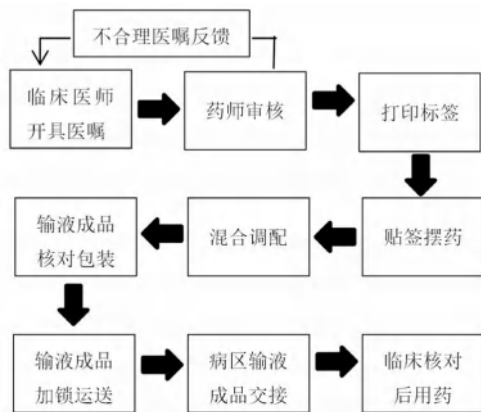 不合理医嘱反馈
临床医师
开具医嘱
药师审核
打印标签
贴签摆药
混合调配
输液成品
核对包装
输液成品
加锁运送
病区输液
成品交接
临床核对
后用药